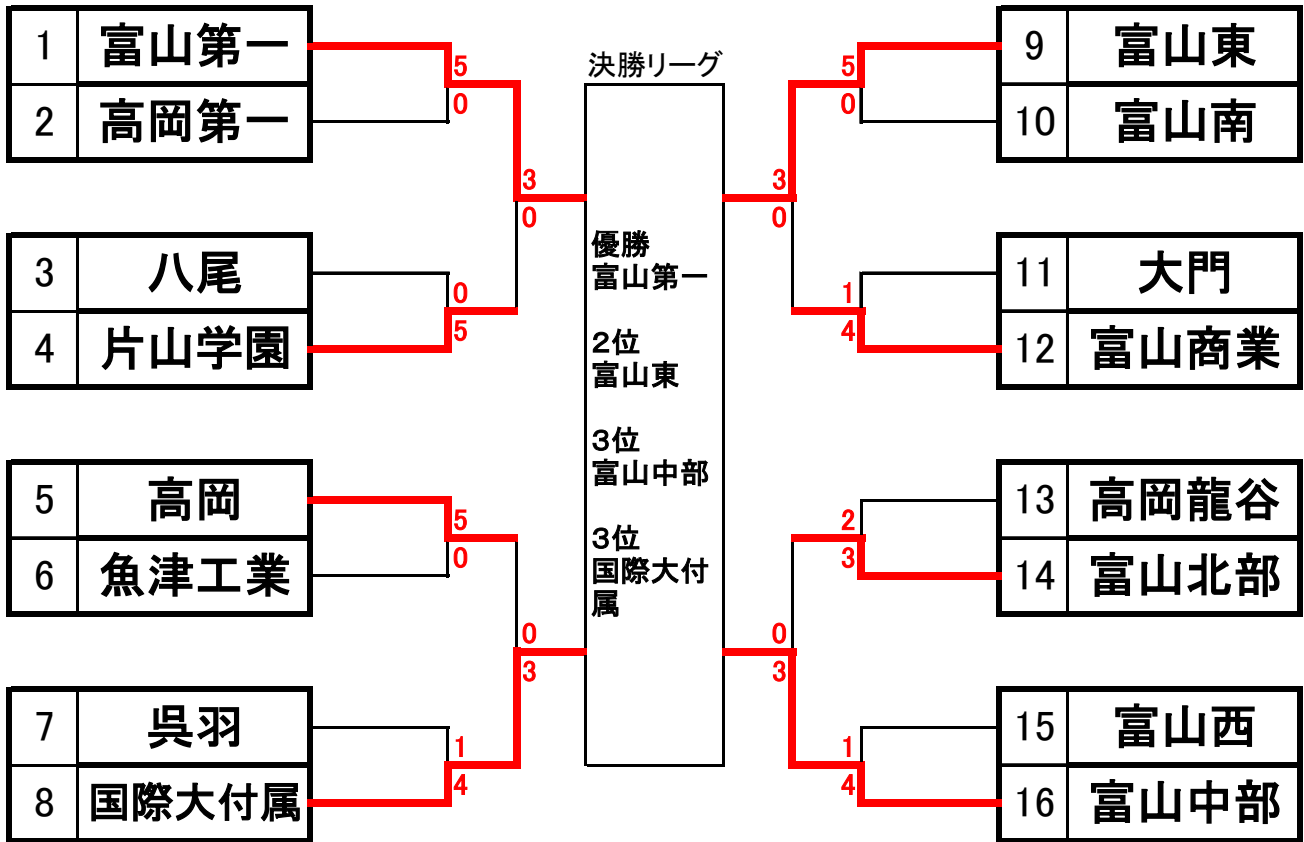 1 富山第一
2 高岡第一
5
0
3
0
3 八尾
4 片山学園
0
5
5 高岡
6 魚津工業
5
0
0
3
7 呉羽
8 国際大付属
1
4
決勝リーグ
優勝
富山第一
2位
富山東
3位
富山中部
3位
国際大付
属
9 富山東
10 富山南
5
0
3
0
11 大門
12 富山商業
1
4
13 高岡龍谷
14 富山北部
2
3
0
3
15 富山西
16 富山中部
1
4